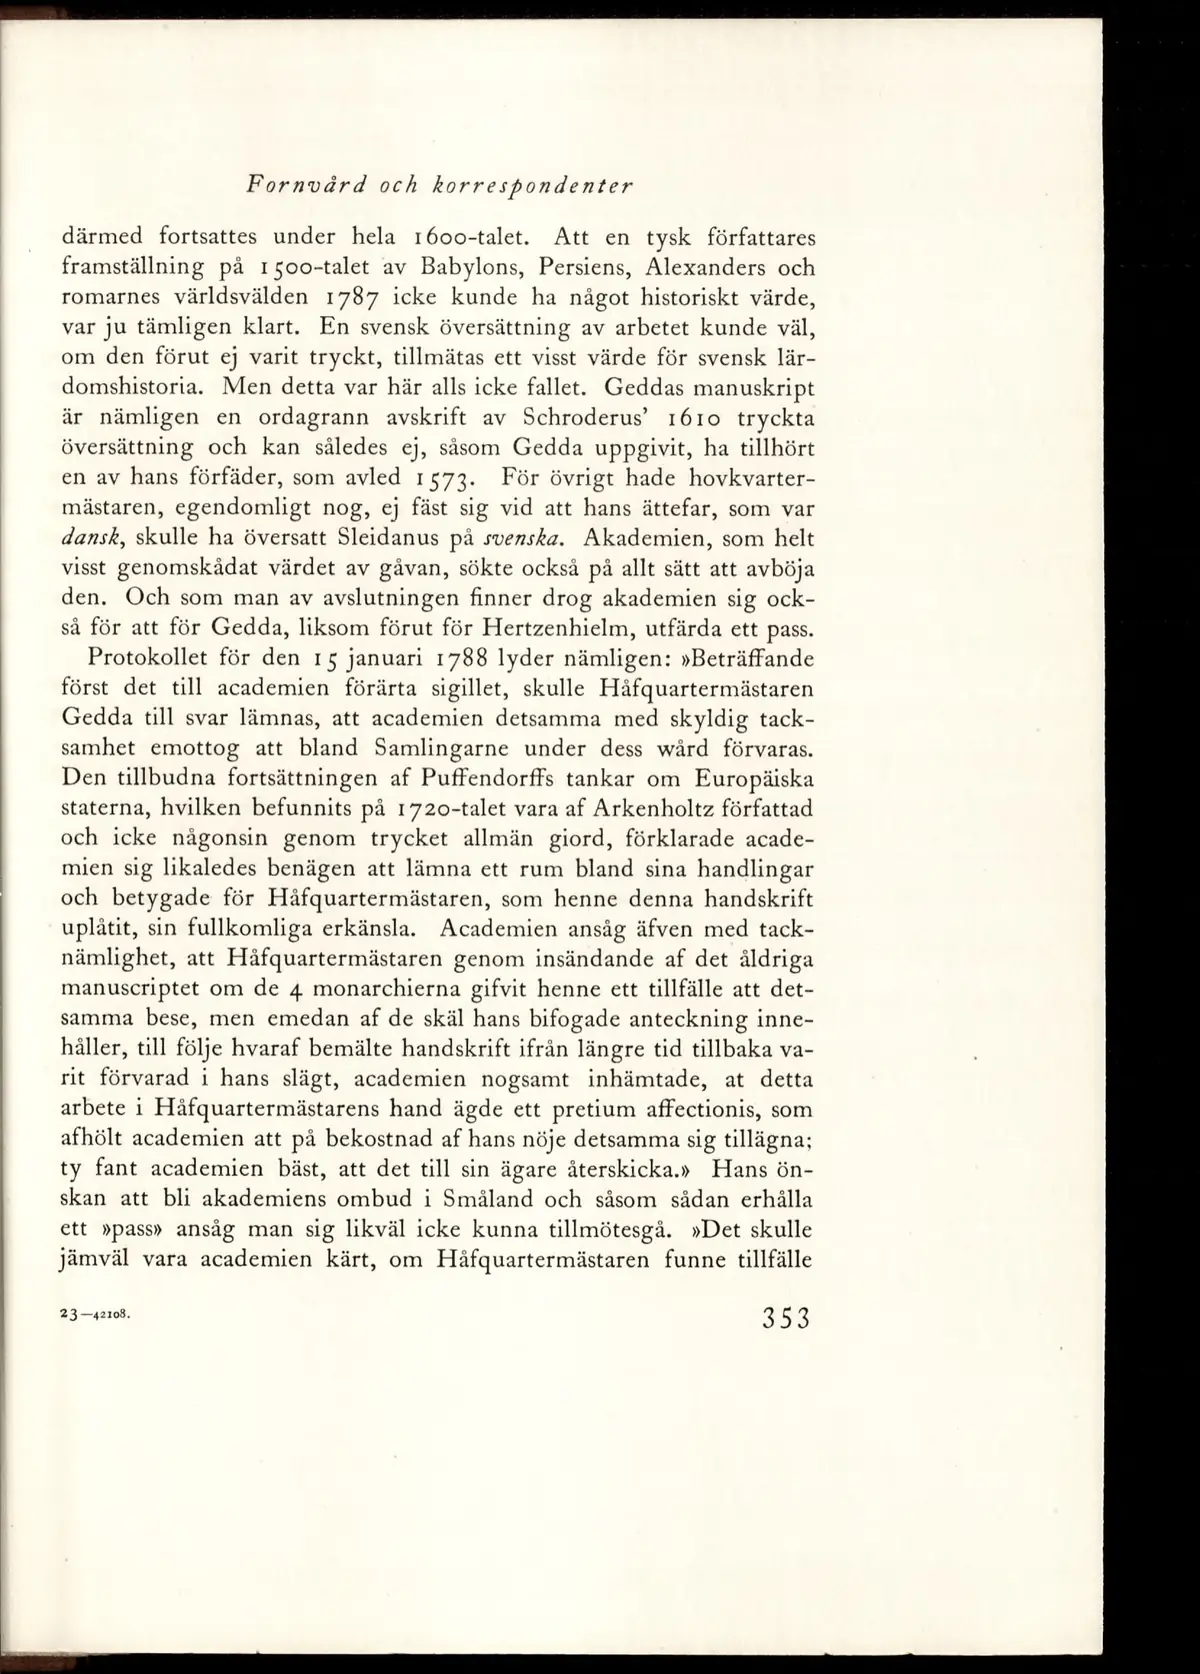 Fornvård och korrespondenter
därmed fortsattes under hela 1600-talet. Att en tysk författares
framställning på 1500-talet av Babylons, Persiens, Alexanders och
romarnes världsvälden 1787 icke kunde ha något historiskt värde,
var ju tämligen klart. En svensk översättning av arbetet kunde väl,
om den förut ej varit tryckt, tillmätas ett visst värde för svensk lär-
domshistoria. Men detta var här alls icke fallet. Geddas manuskript
är nämligen en ordagrann avskrift av Schroderus’ 1610 tryckta
översättning och kan således ej, såsom Gedda uppgivit, ha tillhört
en av hans förfäder, som avled 1573. För övrigt hade hovkvarter-
mästaren, egendomligt nog, ej fäst sig vid att hans ättefar, som var
dansk, skulle ha översatt Sleidanus på svenska. Akademien, som helt
visst genomskådat värdet av gåvan, sökte också på allt sätt att avböja
den. Och som man av avslutningen finner drog akademien sig ock-
så för att för Gedda, liksom förut för Hertzenhielm, utfärda ett pass.
Protokollet för den 15 januari 1788 lyder nämligen: »Beträffande
först det till academien förärta sigillet, skulle Håfquartermästaren
Gedda till svar lämnas, att academien detsamma med skyldig tack-
samhet emottog att bland Samlingarne under dess wård förvaras.
Den tillbudna fortsättningen af Puffendorffs tankar om Europäiska
staterna, hvilken befunnits på 1720-talet vara af Arkenholtz författad
och icke någonsin genom trycket allmän giord, förklarade acade-
mien sig likaledes benägen att lämna ett rum bland sina handlingar
och betygade för Håfquartermästaren, som henne denna handskrift
uplåtit, sin fullkomliga erkänsla. Academien ansåg äfven med tack-
nämlighet, att Håfquartermästaren genom insändande af det åldriga
manuscriptet om de 4 monarchierna gifvit henne ett tillfälle att det-
samma bese, men emedan af de skäl hans bifogade anteckning inne-
håller, till följe hvaraf bemälte handskrift ifrån längre tid tillbaka va-
rit förvarad i hans slägt, academien nogsamt inhämtade, at detta
arbete i Håfquartermästarens hand ägde ett pretium affectionis, som
afhölt academien att på bekostnad af hans nöje detsamma sig tillägna;
ty fant academien bäst, att det till sin ägare återskicka.» Hans ön-
skan att bli akademiens ombud i Småland och såsom sådan erhålla
ett »pass» ansåg man sig likväl icke kunna tillmötesgå. »Det skulle
jämväl vara academien kärt, om Håfquartermästaren funne tillfälle
23—42108.
353